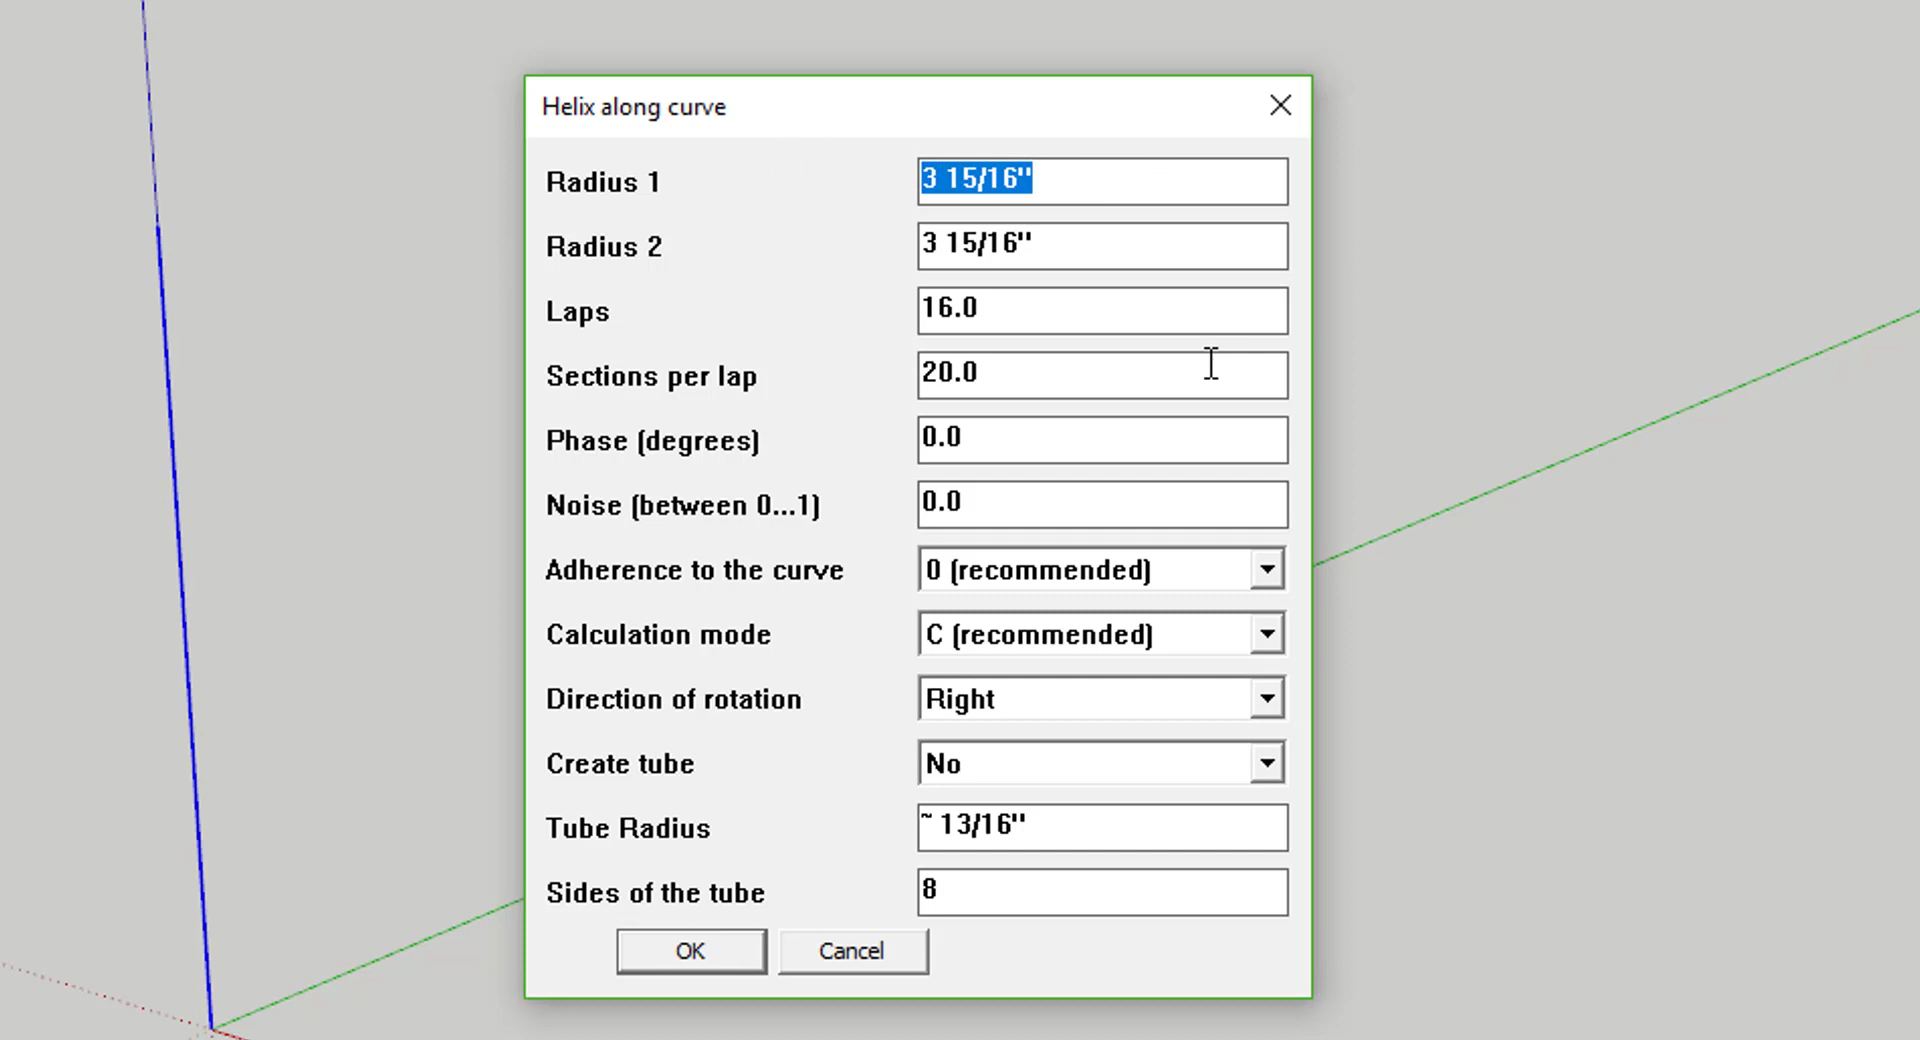 Helix along curve
Radius 1 3 15/16"
Radius 2 3 15/16"
Laps 16.0
Sections per lap 20.0
Phase (degrees) 0.0
Noise (between 0...1) 0.0
Adherence to the curve 0 (recommended)
Calculation mode C (recommended)
Direction of rotation Right
Create tube No
Tube Radius ~ 13/16"
Sides of the tube 8
OK Cancel